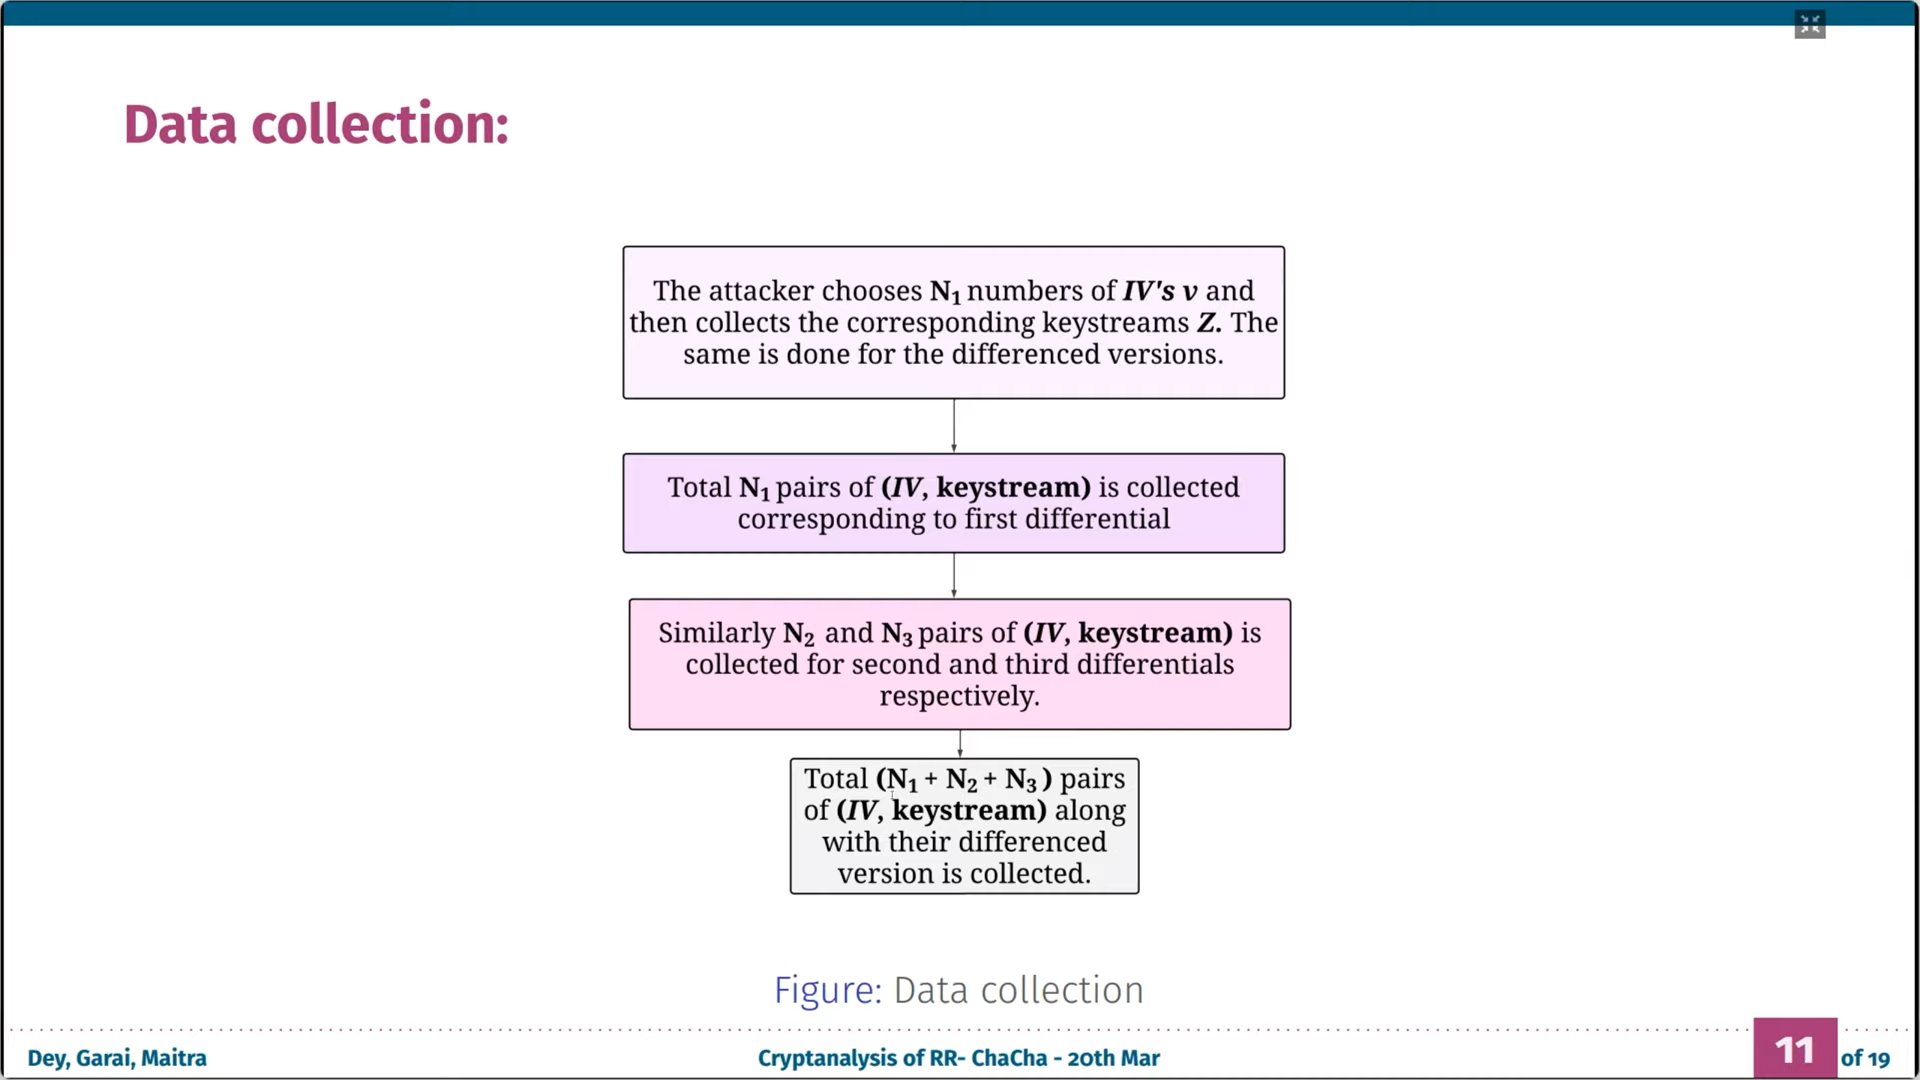 Data collection:
The attacker chooses N₁ numbers of IV's v and
then collects the corresponding keystreams Z. The
same is done for the differenced versions.
Total N₁ pairs of (IV, keystream) is collected
corresponding to first differential
Similarly N₂ and N₃ pairs of (IV, keystream) is
collected for second and third differentials
respectively.
Total (N₁ + N₂ + N₃ ) pairs
of (IV, keystream) along
with their differenced
version is collected.
Figure: Data collection
Dey, Garai, Maitra
Cryptanalysis of RR- ChaCha - 20th Mar
11 of 19